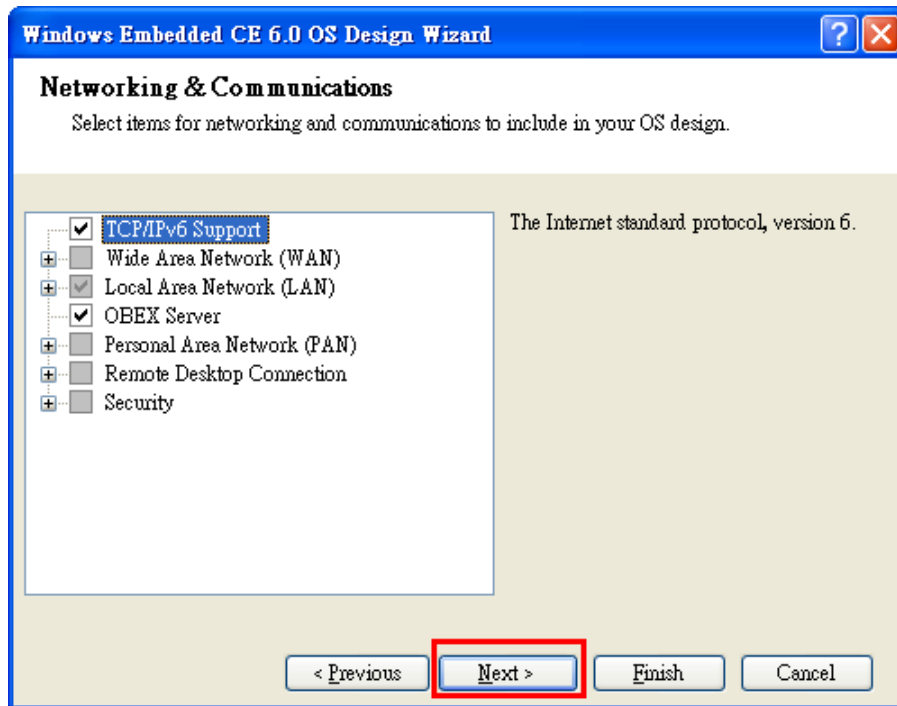 Windows Embedded CE 6.0 OS Design Wizard
Networking & Communications
Select items for networking and communications to include in your OS design.
TCP/IPv6 Support
Wide Area Network (WAN)
Local Area Network (LAN)
OBEX Server
Personal Area Network (PAN)
Remote Desktop Connection
Security
The Internet standard protocol, version 6.
< Previous
Next >
Finish
Cancel